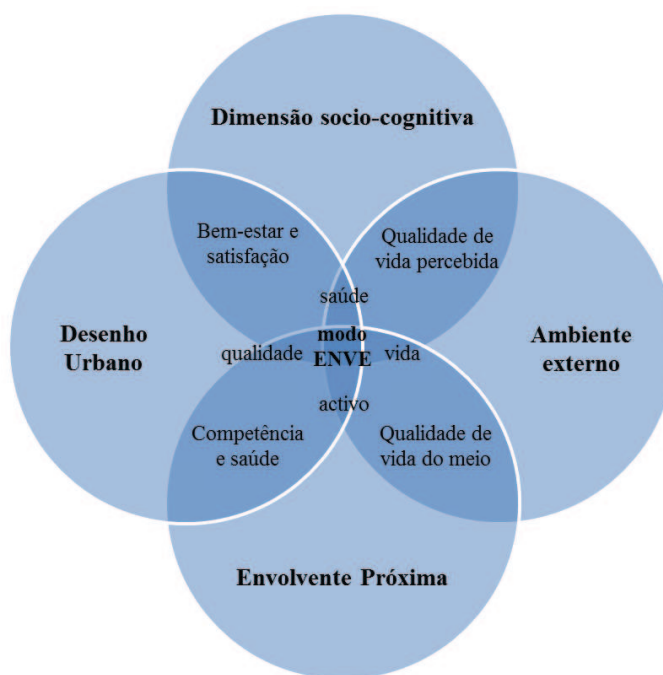 Dimensão socio-cognitiva
Bem-estar e
satisfação
Qualidade de
vida percebida
saúde
Desenho
Urbano
qualidade
modo
ENVE
vida
Ambiente
externo
activo
Competência
e saúde
Qualidade de
vida do meio
Envolvente Próxima